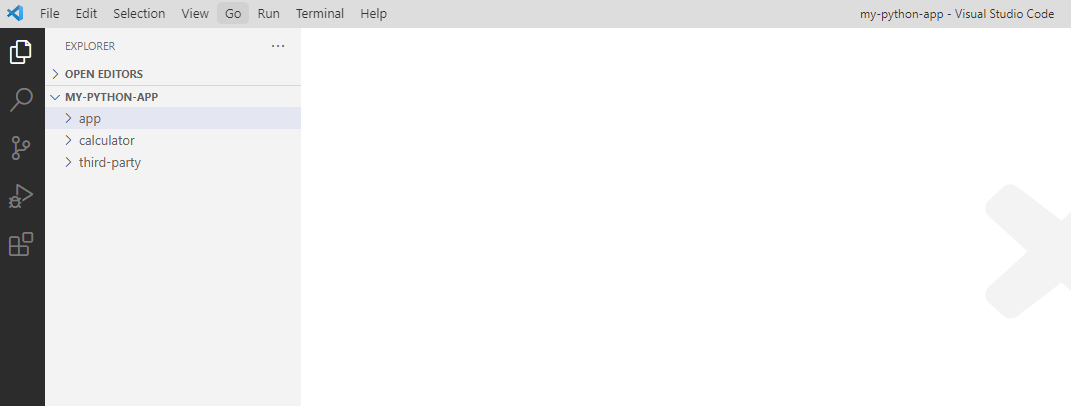 File Edit Selection View Go Run Terminal Help my-python-app - Visual Studio Code
EXPLORER
OPEN EDITORS
MY-PYTHON-APP
app
calculator
third-party